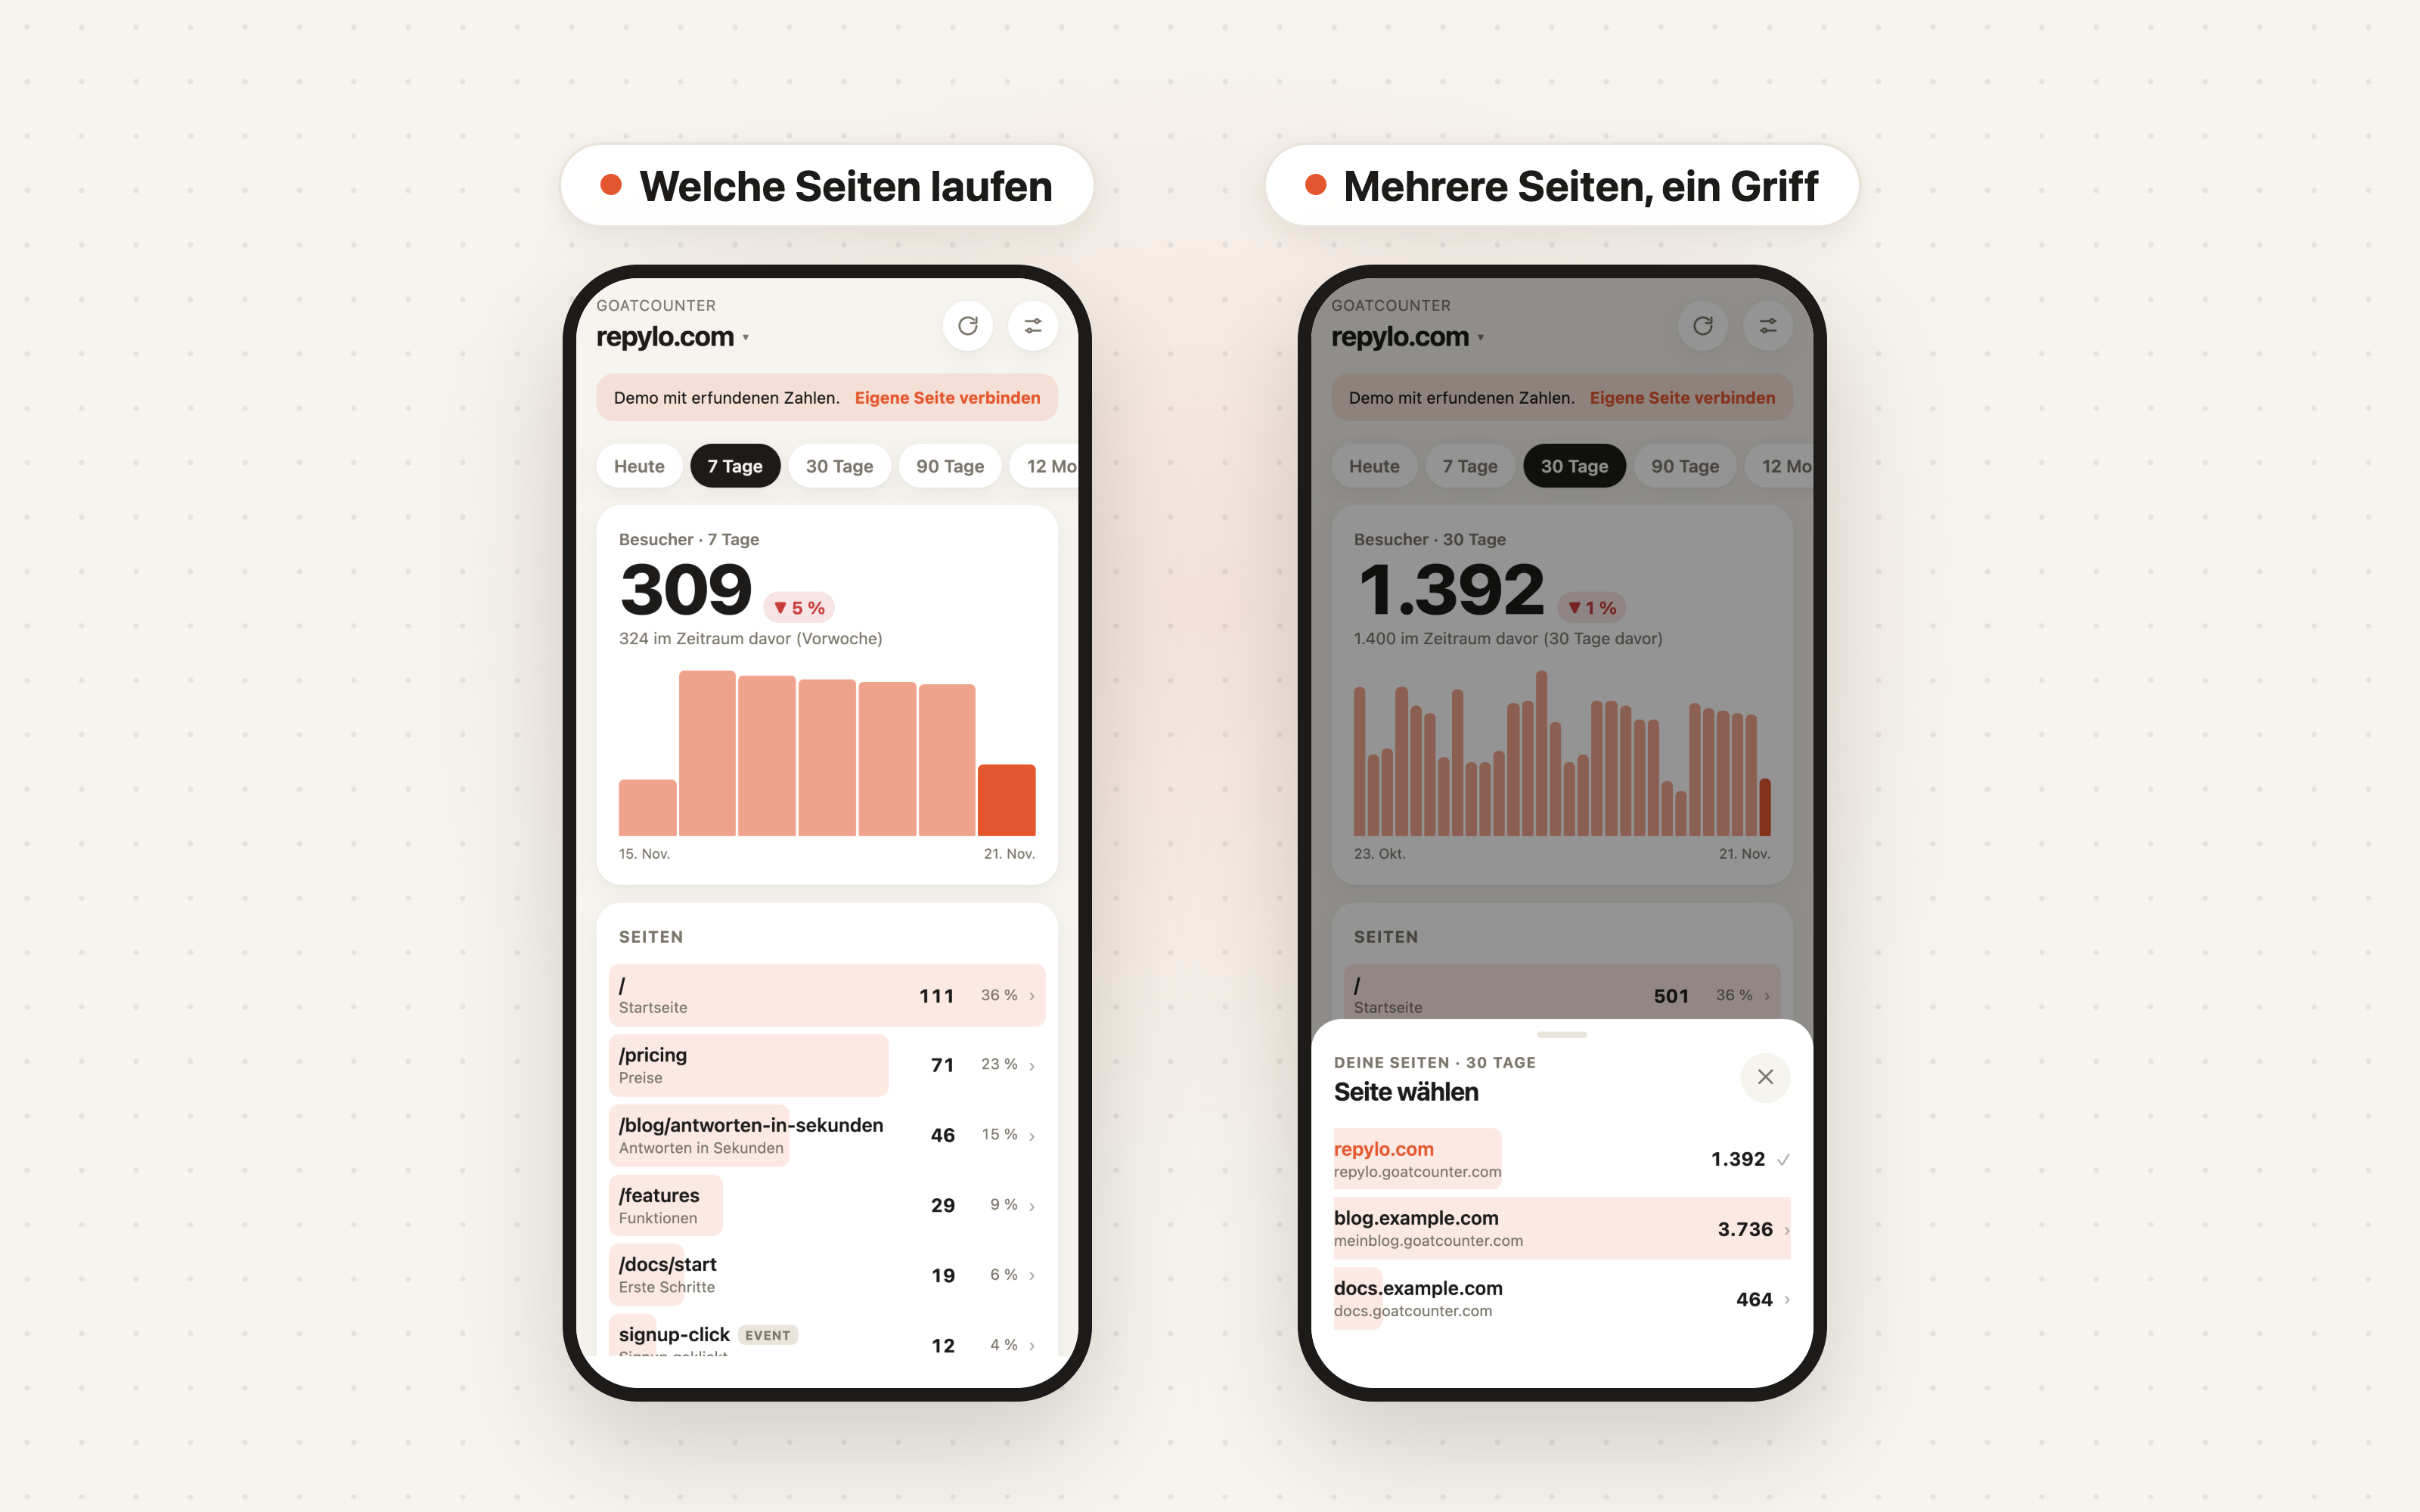 Welche Seiten laufen
GOATCOUNTER
repylo.com ▾
Demo mit erfundenen Zahlen. Eigene Seite verbinden
Heute 7 Tage 30 Tage 90 Tage 12 Mo
Besucher · 7 Tage
309 ▼ 5 %
324 im Zeitraum davor (Vorwoche)
15. Nov. 21. Nov.
SEITEN
/
Startseite
111 36 % ›
/pricing
Preise
71 23 % ›
/blog/antworten-in-sekunden
Antworten in Sekunden
46 15 % ›
/features
Funktionen
29 9 % ›
/docs/start
Erste Schritte
19 6 % ›
signup-click EVENT
Signup geklickt
12 4 % ›
Mehrere Seiten, ein Griff
GOATCOUNTER
repylo.com ▾
Demo mit erfundenen Zahlen. Eigene Seite verbinden
Heute 7 Tage 30 Tage 90 Tage 12 Mo
Besucher · 30 Tage
1.392 ▼ 1 %
1.400 im Zeitraum davor (30 Tage davor)
23. Okt. 21. Nov.
SEITEN
/
Startseite
501 36 % ›
DEINE SEITEN · 30 TAGE
Seite wählen
repylo.com
repylo.goatcounter.com
1.392 ✓
blog.example.com
meinblog.goatcounter.com
3.736 ›
docs.example.com
docs.goatcounter.com
464 ›